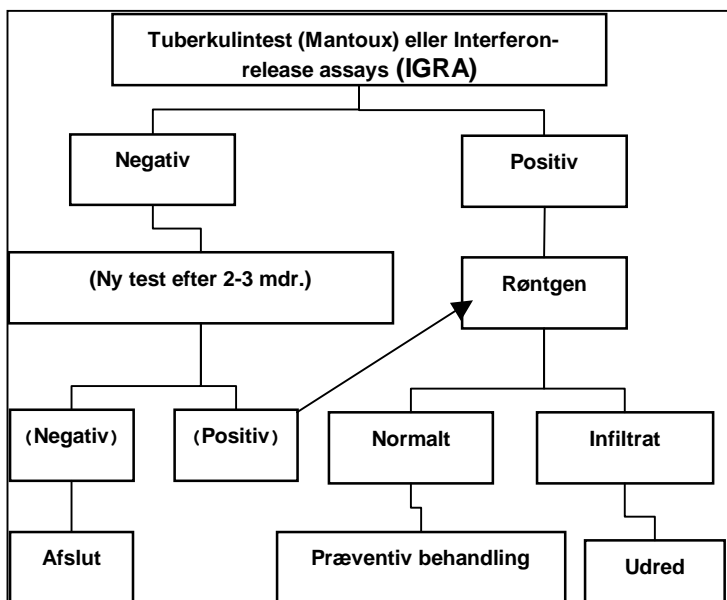 Tuberkulintest (Mantoux) eller Interferon-
release assays (IGRA)
Negativ
Positiv
(Ny test efter 2-3 mdr.)
Røntgen
(Negativ)
(Positiv)
Normalt
Infiltrat
Afslut
Præventiv behandling
Udred